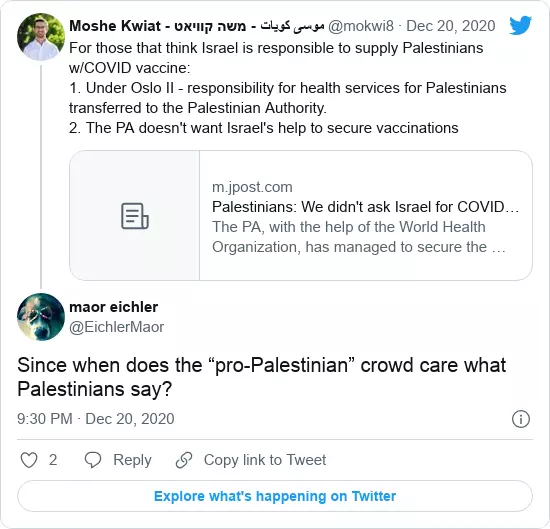 Moshe Kwiat - موسى كويات - משה קוויאט @mokwi8 · Dec 20, 2020
For those that think Israel is responsible to supply Palestinians
w/COVID vaccine:
1. Under Oslo II - responsibility for health services for Palestinians
transferred to the Palestinian Authority.
2. The PA doesn't want Israel's help to secure vaccinations
m.jpost.com
Palestinians: We didn't ask Israel for COVID…
The PA, with the help of the World Health
Organization, has managed to secure the …
maor eichler
@EichlerMaor
Since when does the “pro-Palestinian” crowd care what
Palestinians say?
9:30 PM · Dec 20, 2020
2 Reply Copy link to Tweet
Explore what's happening on Twitter